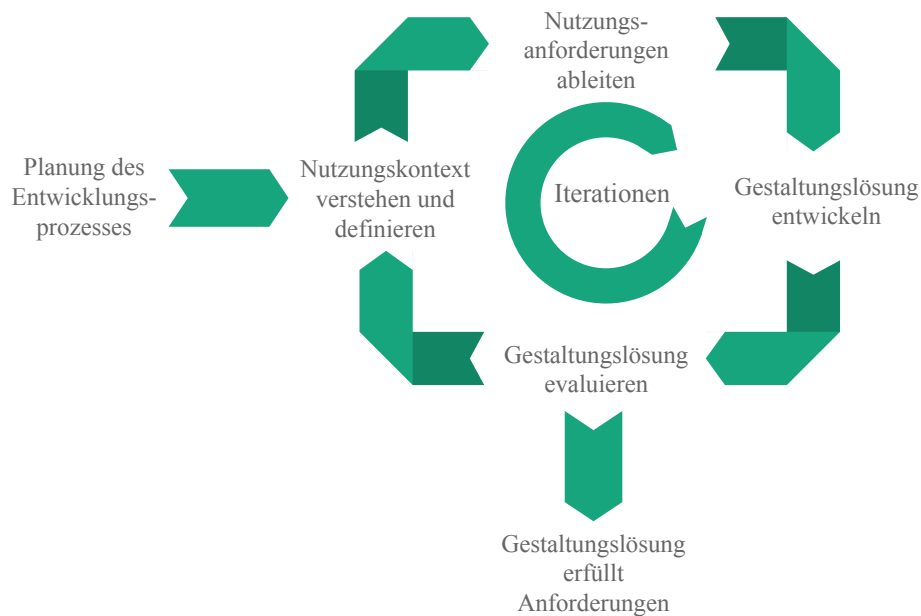 Nutzungs-
anforderungen
ableiten
Planung des
Entwicklungs-
prozesses
Nutzungskontext
verstehen und
definieren
Iterationen
Gestaltungslösung
entwickeln
Gestaltungslösung
evaluieren
Gestaltungslösung
erfüllt
Anforderungen